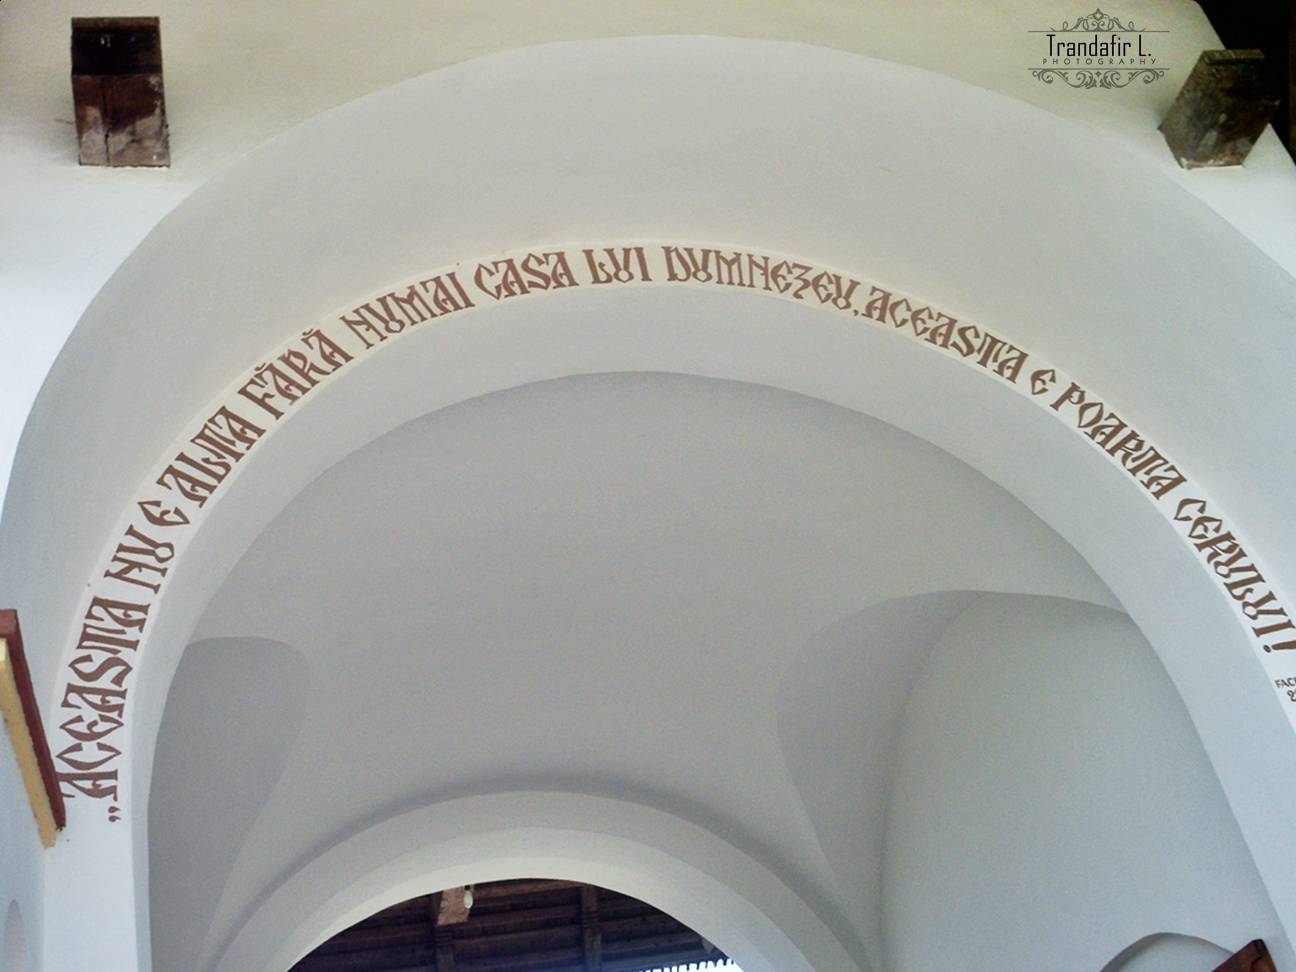 Trandafir L.
PHOTOGRAPHY
„ACEASTA NU E ALTA FĂRĂ NUMAI CASA LUI DUMNEZEU, ACEASTA E POARTA CERULUI!